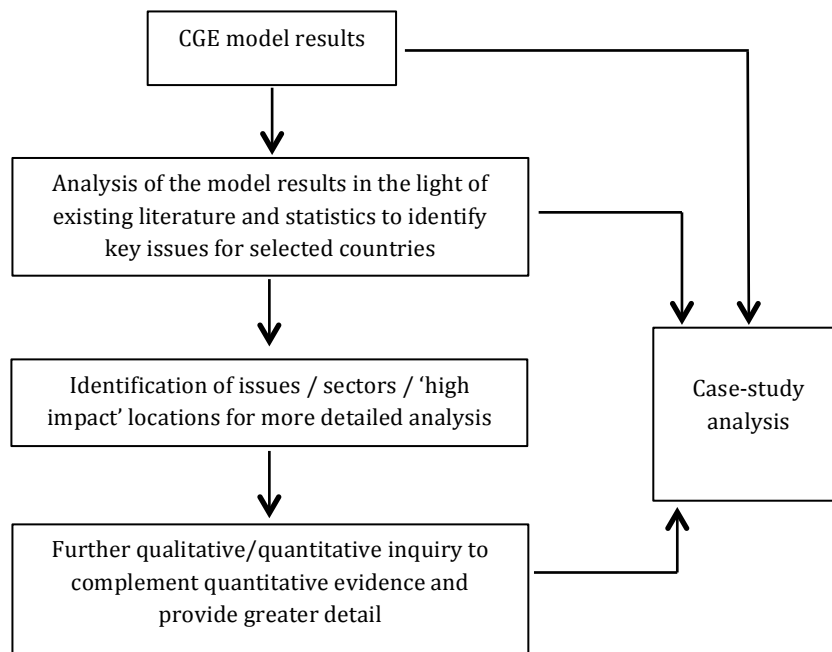 CGE model results
Analysis of the model results in the light of
existing literature and statistics to identify
key issues for selected countries
Identification of issues / sectors / ‘high
impact’ locations for more detailed analysis
Case-study
analysis
Further qualitative/quantitative inquiry to
complement quantitative evidence and
provide greater detail